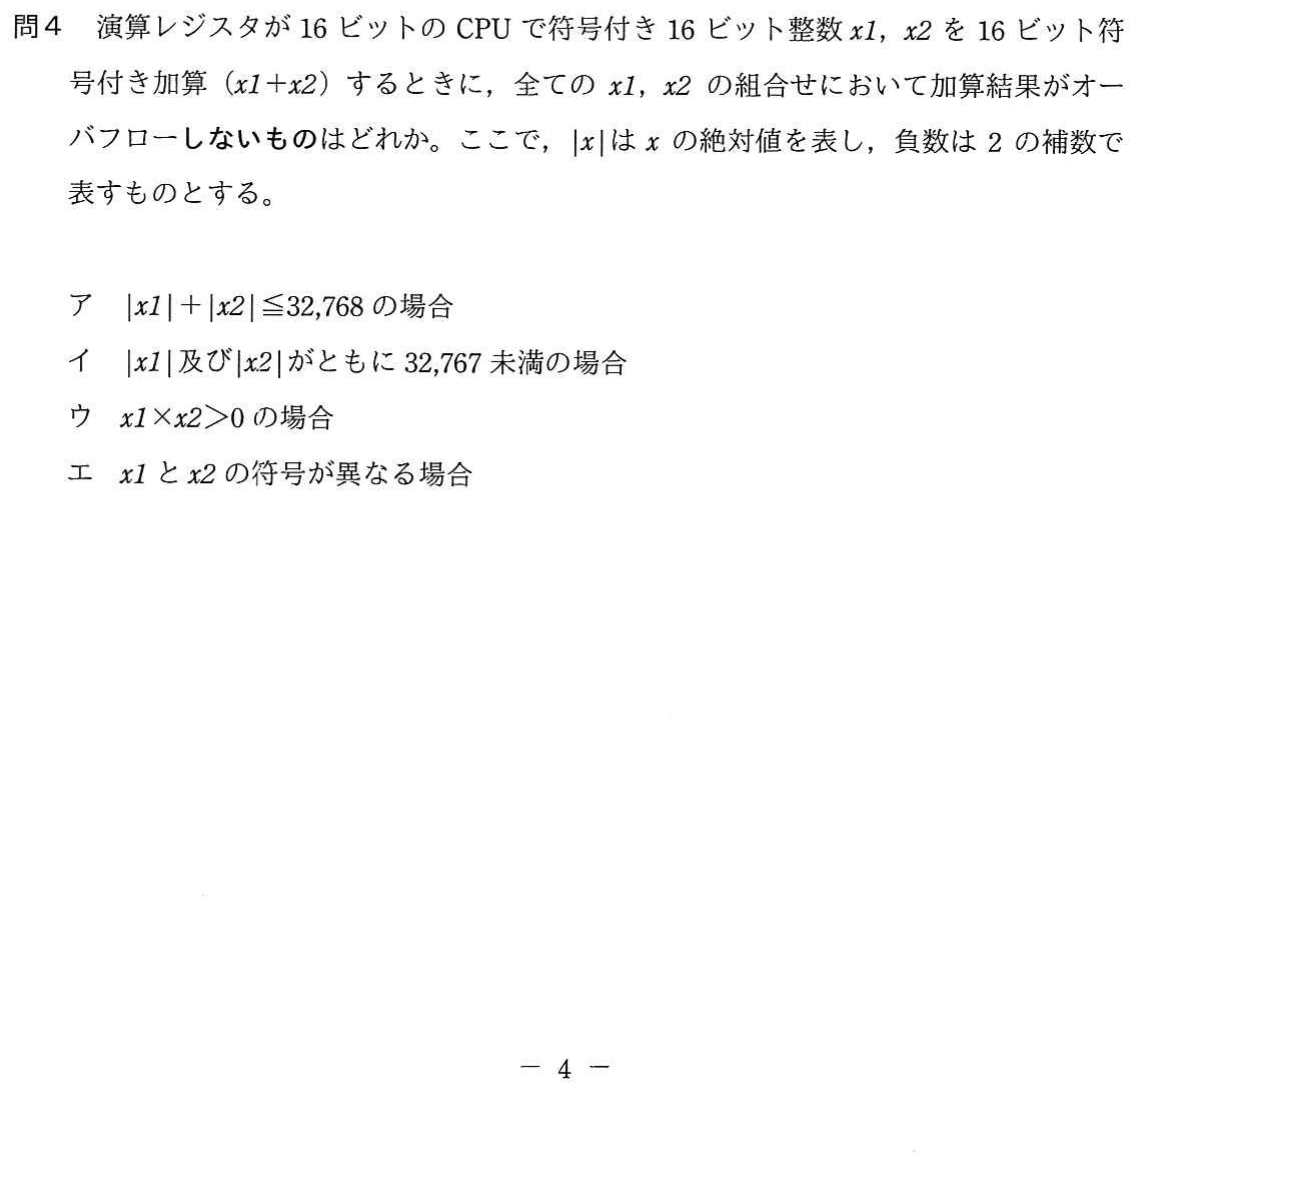 問4　演算レジスタが 16 ビットの CPU で符号付き 16 ビット整数 x1，x2 を 16 ビット符
号付き加算（x1＋x2）するときに，全ての x1，x2 の組合せにおいて加算結果がオー
バフローしないものはどれか。ここで，|x|は x の絶対値を表し，負数は 2 の補数で
表すものとする。
ア　|x1|＋|x2|≦32,768 の場合
イ　|x1|及び|x2|がともに 32,767 未満の場合
ウ　x1×x2＞0 の場合
エ　x1 と x2 の符号が異なる場合
－ 4 －